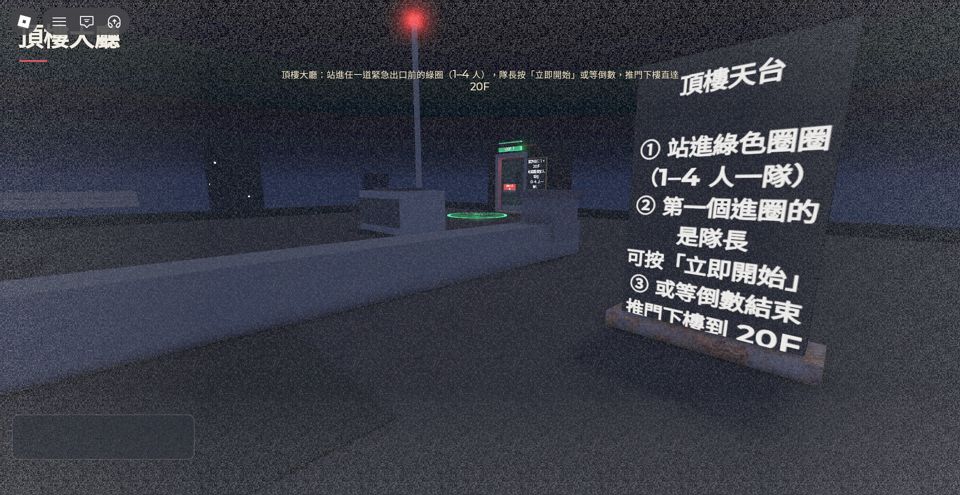 頂樓大廳
頂樓大廳：站進任一道緊急出口前的綠圈（1–4 人），隊長按「立即開始」或等倒數，推門下樓直達
20F
頂樓天台
① 站進綠色圈圈
（1–4 人一隊）
② 第一個進圈的
是隊長
可按「立即開始」
③ 或等倒數結束
推門下樓到 20F